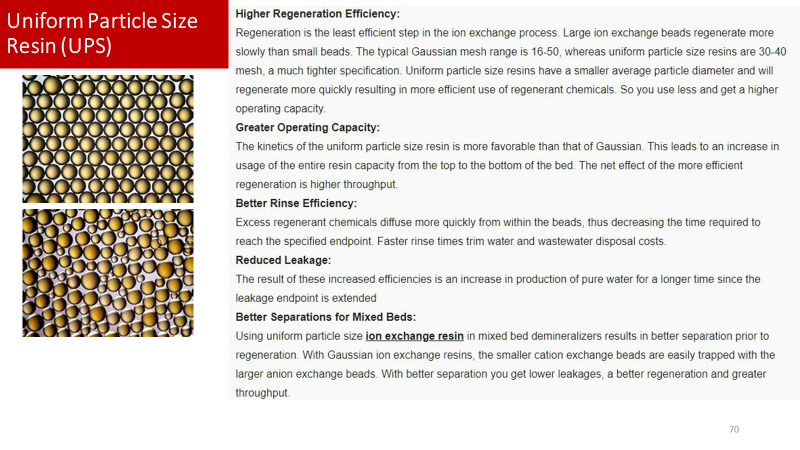 Uniform Particle Size
Resin (UPS)
Higher Regeneration Efficiency:
Regeneration is the least efficient step in the ion exchange process. Large ion exchange beads regenerate more
slowly than small beads. The typical Gaussian mesh range is 16-50, whereas uniform particle size resins are 30-40
mesh, a much tighter specification. Uniform particle size resins have a smaller average particle diameter and will
regenerate more quickly resulting in more efficient use of regenerant chemicals. So you use less and get a higher
operating capacity.
Greater Operating Capacity:
The kinetics of the uniform particle size resin is more favorable than that of Gaussian. This leads to an increase in
usage of the entire resin capacity from the top to the bottom of the bed. The net effect of the more efficient
regeneration is higher throughput.
Better Rinse Efficiency:
Excess regenerant chemicals diffuse more quickly from within the beads, thus decreasing the time required to
reach the specified endpoint. Faster rinse times trim water and wastewater disposal costs.
Reduced Leakage:
The result of these increased efficiencies is an increase in production of pure water for a longer time since the
leakage endpoint is extended
Better Separations for Mixed Beds:
Using uniform particle size ion exchange resin in mixed bed demineralizers results in better separation prior to
regeneration. With Gaussian ion exchange resins, the smaller cation exchange beads are easily trapped with the
larger anion exchange beads. With better separation you get lower leakages, a better regeneration and greater
throughput.
70